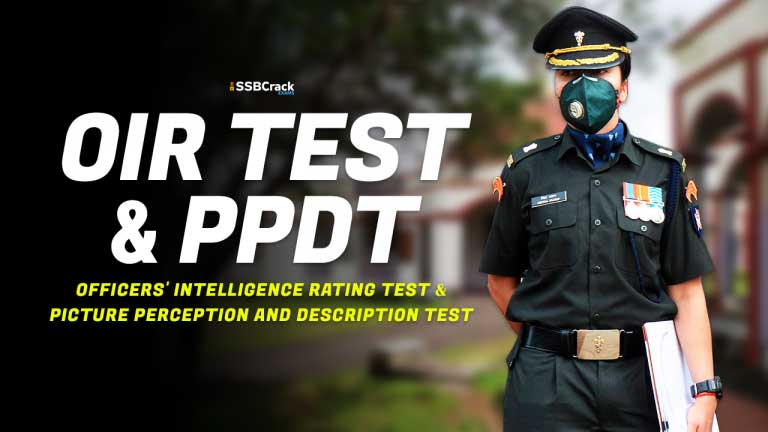 SSBCrack
EXAMS
OIR TEST
& PPDT
OFFICERS' INTELLIGENCE RATING TEST &
PICTURE PERCEPTION AND DESCRIPTION TEST